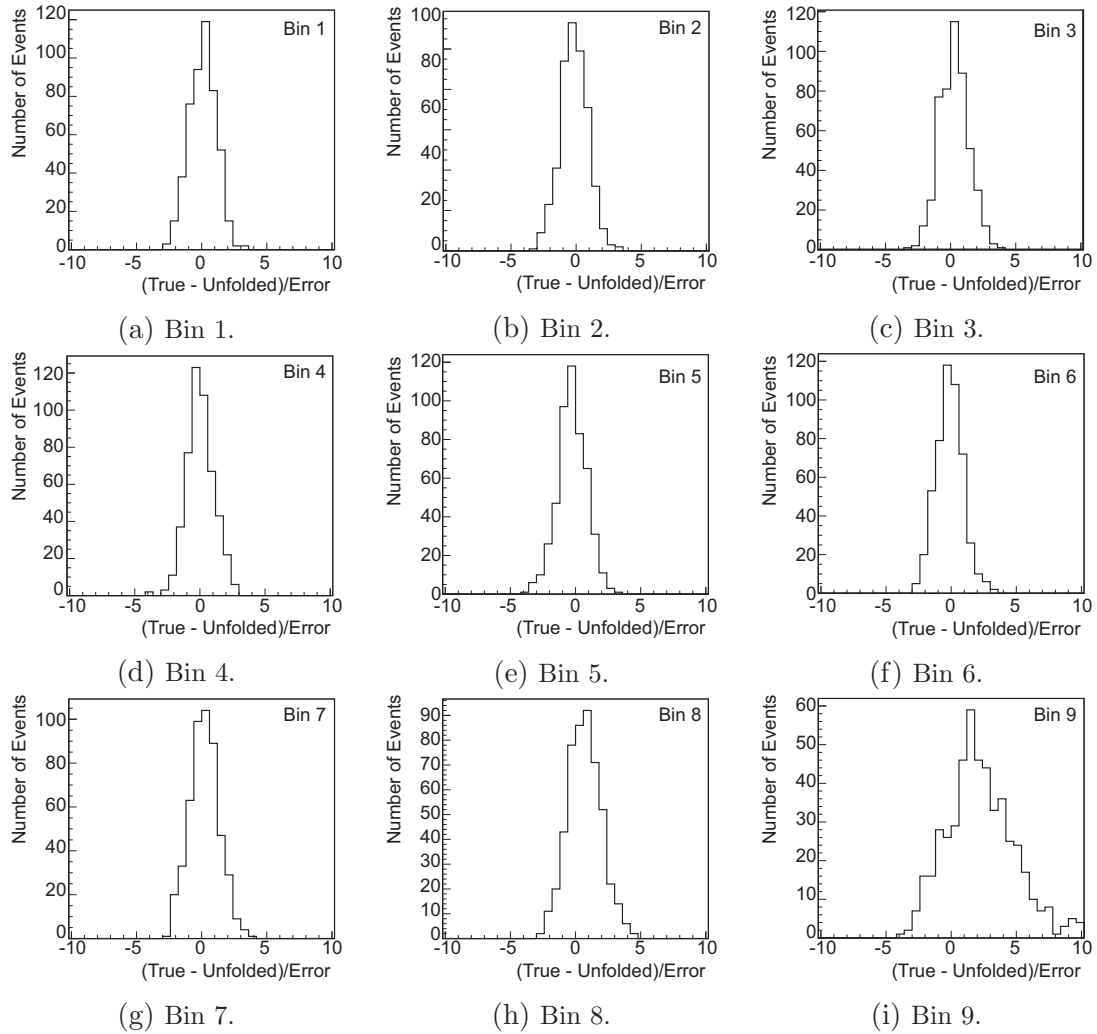 Number of Events
120
100
80
60
40
20
0
-10 -5 0 5 10
(True - Unfolded)/Error
Bin 1
(a) Bin 1.
Number of Events
100
80
60
40
20
0
-10 -5 0 5 10
(True - Unfolded)/Error
Bin 2
(b) Bin 2.
Number of Events
120
100
80
60
40
20
0
-10 -5 0 5 10
(True - Unfolded)/Error
Bin 3
(c) Bin 3.
Number of Events
120
100
80
60
40
20
0
-10 -5 0 5 10
(True - Unfolded)/Error
Bin 4
(d) Bin 4.
Number of Events
120
100
80
60
40
20
0
-10 -5 0 5 10
(True - Unfolded)/Error
Bin 5
(e) Bin 5.
Number of Events
120
100
80
60
40
20
0
-10 -5 0 5 10
(True - Unfolded)/Error
Bin 6
(f) Bin 6.
Number of Events
100
80
60
40
20
0
-10 -5 0 5 10
(True - Unfolded)/Error
Bin 7
(g) Bin 7.
Number of Events
90
80
70
60
50
40
30
20
10
0
-10 -5 0 5 10
(True - Unfolded)/Error
Bin 8
(h) Bin 8.
Number of Events
60
50
40
30
20
10
0
-10 -5 0 5 10
(True - Unfolded)/Error
Bin 9
(i) Bin 9.